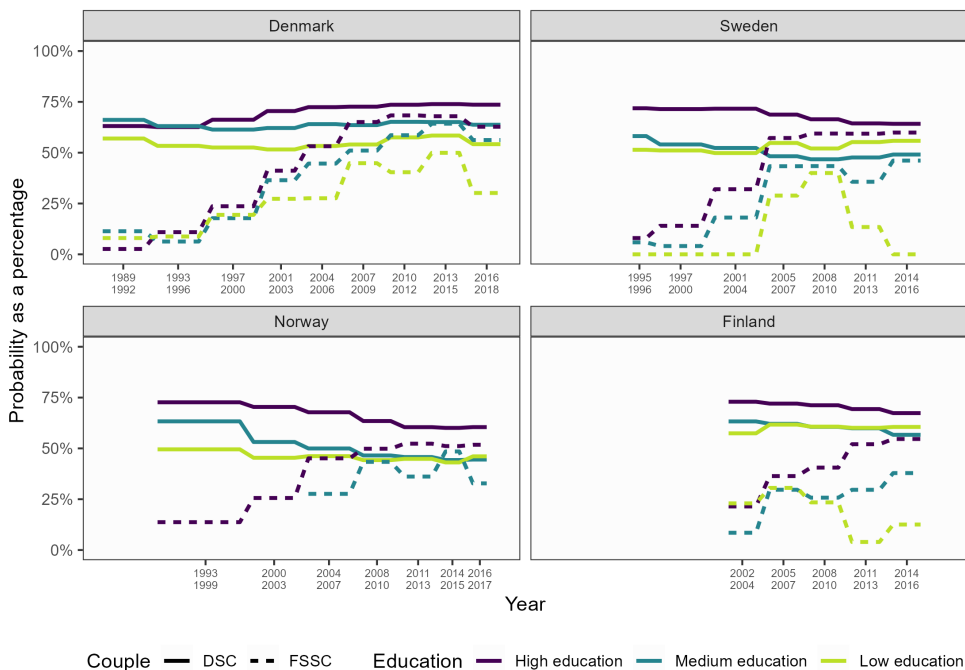 Denmark
Sweden
100%
75%
50%
25%
0%
1989 1993 1997 2001 2004 2007 2010 2013 2016
1992 1996 2000 2003 2006 2009 2012 2015 2018
1995 1997 2001 2005 2008 2011 2014
1996 2000 2004 2007 2010 2013 2016
Probability as a percentage
Norway
Finland
100%
75%
50%
25%
0%
1993 2000 2004 2008 2011 2014 2016
1999 2003 2007 2010 2013 2015 2017
2002 2005 2008 2011 2014
2004 2007 2010 2013 2016
Year
Couple DSC FSSC Education High education Medium education Low education